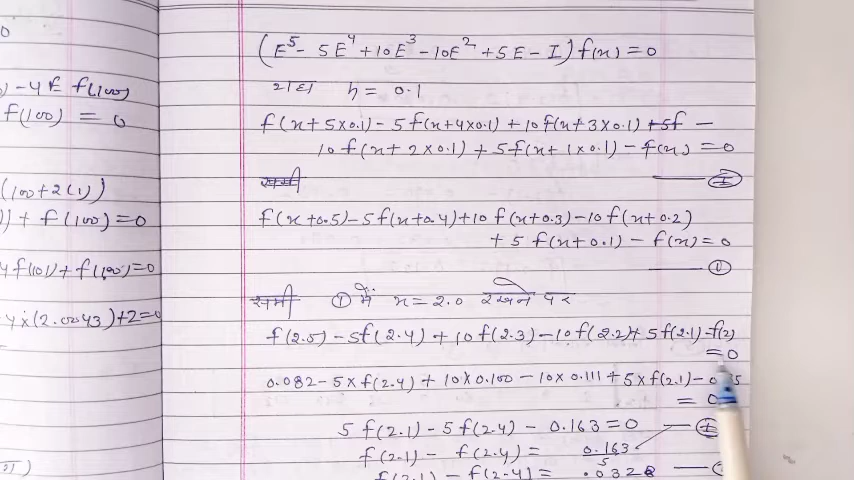 0
) - 4E f(100)
f(100) = 0
(100+2(1))
)] + f(100) = 0
4f(101) + f(100) = 0
4 × (2.0043) + 2 = 0
(E⁵ - 5E⁴ + 10E³ - 10E² + 5E - I) f(x) = 0
यहाँ h = 0.1
f(x+5×0.1) - 5f(x+4×0.1) + 10f(x+3×0.1) +5f -
10f(x+2×0.1) + 5f(x+1×0.1) - f(x) = 0
समी
f(x+0.5) - 5f(x+0.4) + 10f(x+0.3) - 10f(x+0.2)
+ 5f(x+0.1) - f(x) = 0
①
समी ① में x = 2.0 रखने पर
f(2.5) - 5f(2.4) + 10f(2.3) - 10f(2.2) + 5f(2.1) - f(2)
= 0
0.082 - 5×f(2.4) + 10×0.100 - 10×0.111 + 5×f(2.1) -
= 0
5f(2.1) - 5f(2.4) - 0.163 = 0
f(2.1) - f(2.4) = 0.163/5
f(2.1) - f(2.4) = .0328